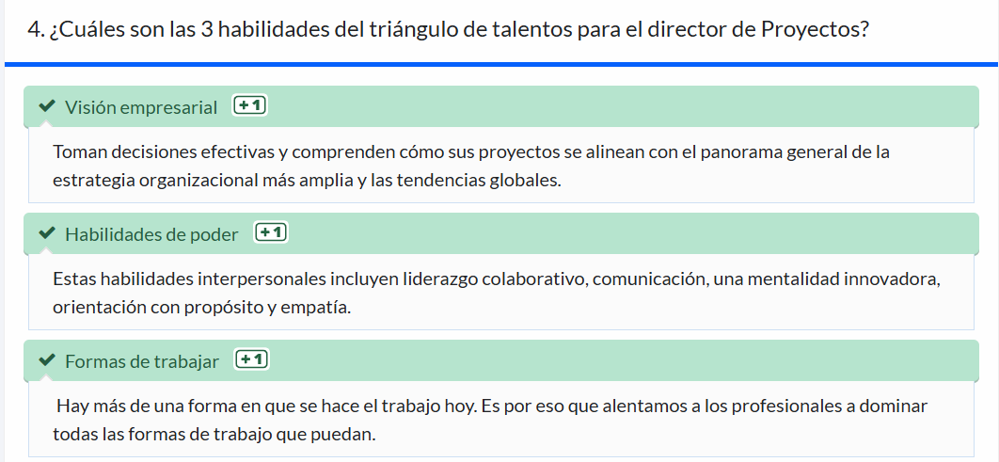 4. ¿Cuáles son las 3 habilidades del triángulo de talentos para el director de Proyectos?
Visión empresarial +1
Toman decisiones efectivas y comprenden cómo sus proyectos se alinean con el panorama general de la
estrategia organizacional más amplia y las tendencias globales.
Habilidades de poder +1
Estas habilidades interpersonales incluyen liderazgo colaborativo, comunicación, una mentalidad innovadora,
orientación con propósito y empatía.
Formas de trabajar +1
Hay más de una forma en que se hace el trabajo hoy. Es por eso que alentamos a los profesionales a dominar
todas las formas de trabajo que puedan.